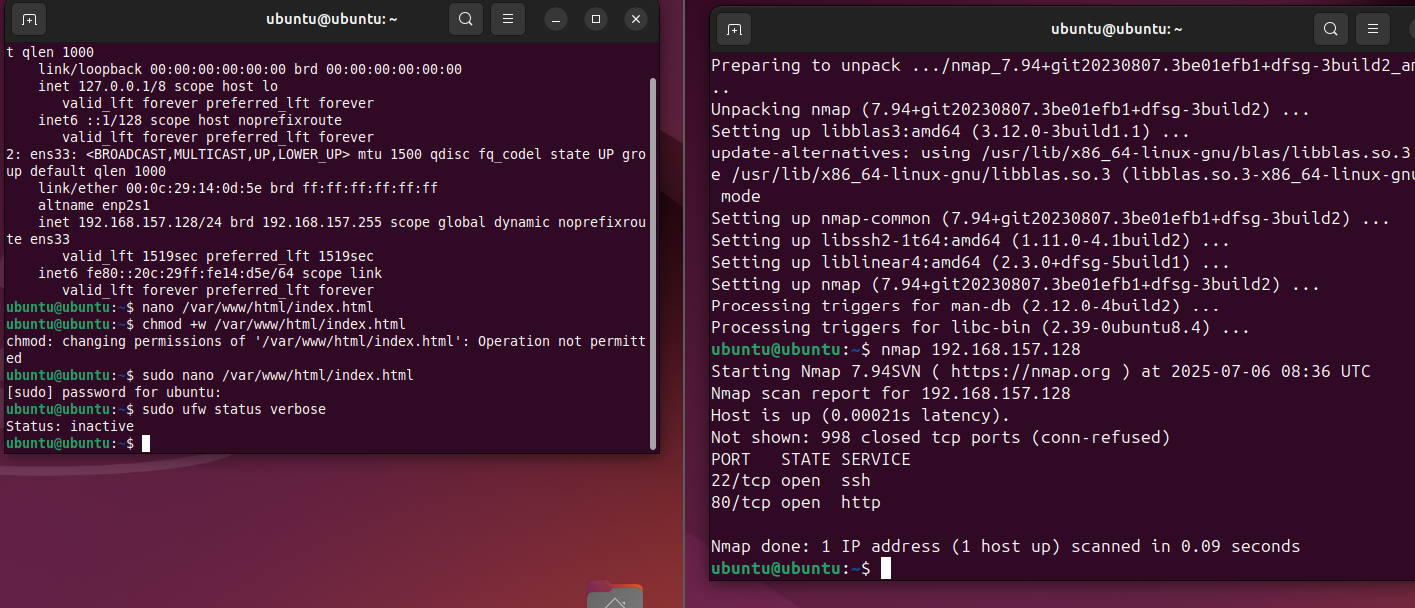 ubuntu@ubuntu: ~
t qlen 1000
    link/loopback 00:00:00:00:00:00 brd 00:00:00:00:00:00
    inet 127.0.0.1/8 scope host lo
       valid_lft forever preferred_lft forever
    inet6 ::1/128 scope host noprefixroute
       valid_lft forever preferred_lft forever
2: ens33: <BROADCAST,MULTICAST,UP,LOWER_UP> mtu 1500 qdisc fq_codel state UP gro
up default qlen 1000
    link/ether 00:0c:29:14:0d:5e brd ff:ff:ff:ff:ff:ff
    altname enp2s1
    inet 192.168.157.128/24 brd 192.168.157.255 scope global dynamic noprefixrou
te ens33
       valid_lft 1519sec preferred_lft 1519sec
    inet6 fe80::20c:29ff:fe14:d5e/64 scope link
       valid_lft forever preferred_lft forever
ubuntu@ubuntu:~$ nano /var/www/html/index.html
ubuntu@ubuntu:~$ chmod +w /var/www/html/index.html
chmod: changing permissions of '/var/www/html/index.html': Operation not permitt
ed
ubuntu@ubuntu:~$ sudo nano /var/www/html/index.html
[sudo] password for ubuntu:
ubuntu@ubuntu:~$ sudo ufw status verbose
Status: inactive
ubuntu@ubuntu:~$
ubuntu@ubuntu: ~
Preparing to unpack .../nmap_7.94+git20230807.3be01efb1+dfsg-3build2_am
..
Unpacking nmap (7.94+git20230807.3be01efb1+dfsg-3build2) ...
Setting up libblas3:amd64 (3.12.0-3build1.1) ...
update-alternatives: using /usr/lib/x86_64-linux-gnu/blas/libblas.so.3
e /usr/lib/x86_64-linux-gnu/libblas.so.3 (libblas.so.3-x86_64-linux-gnu
 mode
Setting up nmap-common (7.94+git20230807.3be01efb1+dfsg-3build2) ...
Setting up libssh2-1t64:amd64 (1.11.0-4.1build2) ...
Setting up liblinear4:amd64 (2.3.0+dfsg-5build1) ...
Setting up nmap (7.94+git20230807.3be01efb1+dfsg-3build2) ...
Processing triggers for man-db (2.12.0-4build2) ...
Processing triggers for libc-bin (2.39-0ubuntu8.4) ...
ubuntu@ubuntu:~$ nmap 192.168.157.128
Starting Nmap 7.94SVN ( https://nmap.org ) at 2025-07-06 08:36 UTC
Nmap scan report for 192.168.157.128
Host is up (0.00021s latency).
Not shown: 998 closed tcp ports (conn-refused)
PORT   STATE SERVICE
22/tcp open  ssh
80/tcp open  http

Nmap done: 1 IP address (1 host up) scanned in 0.09 seconds
ubuntu@ubuntu:~$